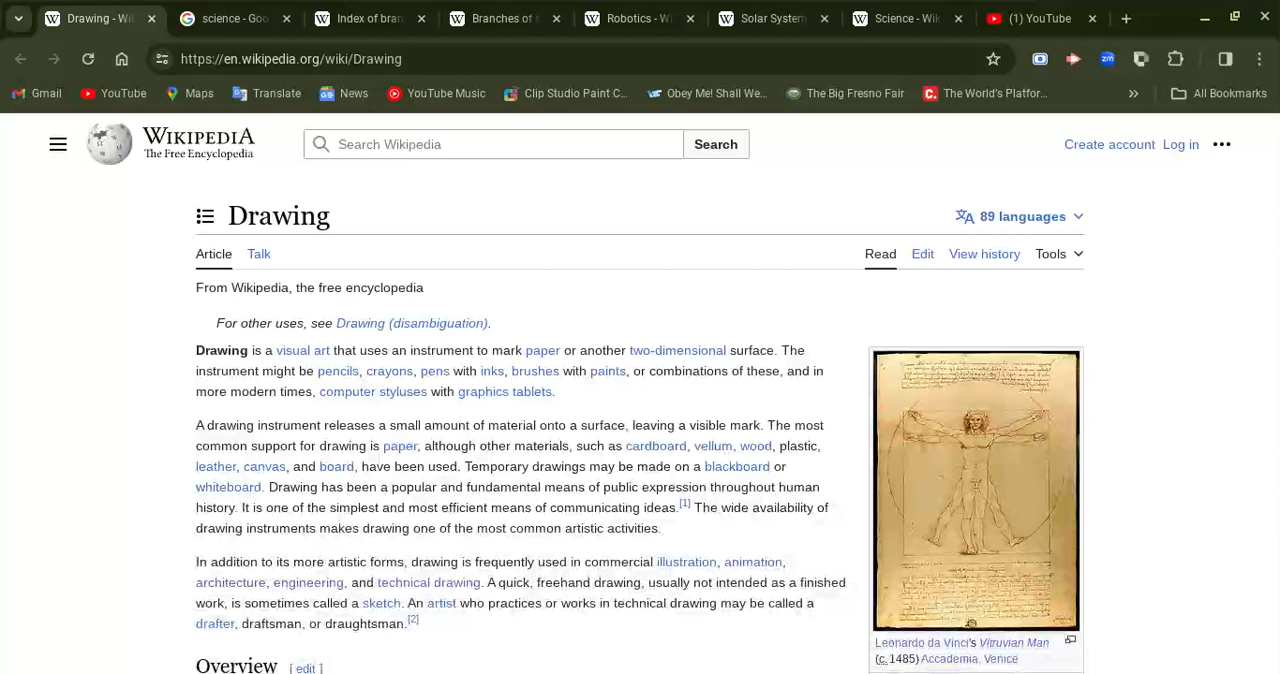 Drawing - Wi
science - Goo
Index of bran
Branches of s
Robotics - Wi
Solar System
Science - Wik
(1) YouTube
https://en.wikipedia.org/wiki/Drawing
Gmail
YouTube
Maps
Translate
News
YouTube Music
Clip Studio Paint C...
Obey Me! Shall We...
The Big Fresno Fair
The World's Platfor...
All Bookmarks
WIKIPEDIA
The Free Encyclopedia
Search Wikipedia
Search
Create account
Log in
Drawing
89 languages
Article
Talk
Read
Edit
View history
Tools
From Wikipedia, the free encyclopedia
For other uses, see Drawing (disambiguation).
Drawing is a visual art that uses an instrument to mark paper or another two-dimensional surface. The
instrument might be pencils, crayons, pens with inks, brushes with paints, or combinations of these, and in
more modern times, computer styluses with graphics tablets.
A drawing instrument releases a small amount of material onto a surface, leaving a visible mark. The most
common support for drawing is paper, although other materials, such as cardboard, vellum, wood, plastic,
leather, canvas, and board, have been used. Temporary drawings may be made on a blackboard or
whiteboard. Drawing has been a popular and fundamental means of public expression throughout human
history. It is one of the simplest and most efficient means of communicating ideas.[1] The wide availability of
drawing instruments makes drawing one of the most common artistic activities.
In addition to its more artistic forms, drawing is frequently used in commercial illustration, animation,
architecture, engineering, and technical drawing. A quick, freehand drawing, usually not intended as a finished
work, is sometimes called a sketch. An artist who practices or works in technical drawing may be called a
drafter, draftsman, or draughtsman.[2]
Leonardo da Vinci's Vitruvian Man
(c. 1485) Accademia, Venice
Overview [ edit ]